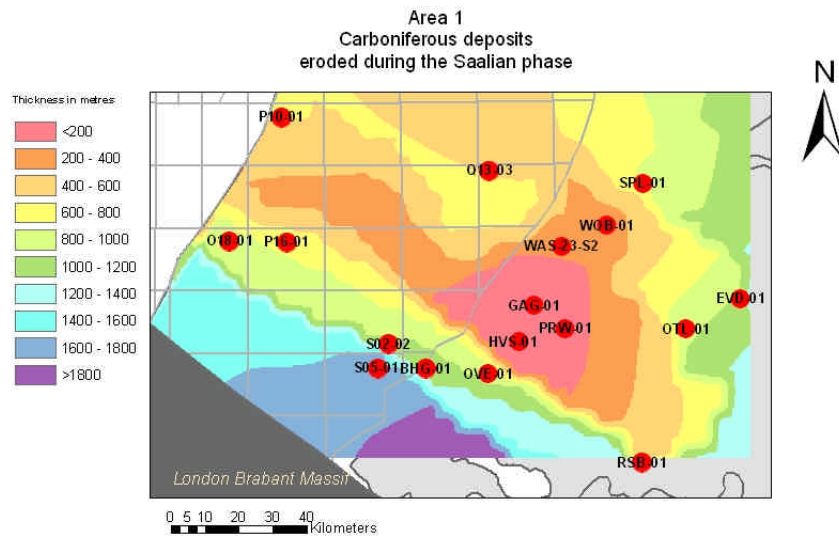 Area 1
Carboniferous deposits
eroded during the Saalian phase
N
Thickness in metres
<200
200 - 400
400 - 600
600 - 800
800 - 1000
1000 - 1200
1200 - 1400
1400 - 1600
1600 - 1800
>1800
P10-01
Q13-03
SPL-01
WOB-01
O18-01
P16-01
WAS-23-S2
EVD-01
GAG-01
PRW-01
OTL-01
HVS-01
S02-02
S05-01
BHG-01
OVE-01
RSB-01
London Brabant Massif
0 5 10 20 30 40
Kilometers